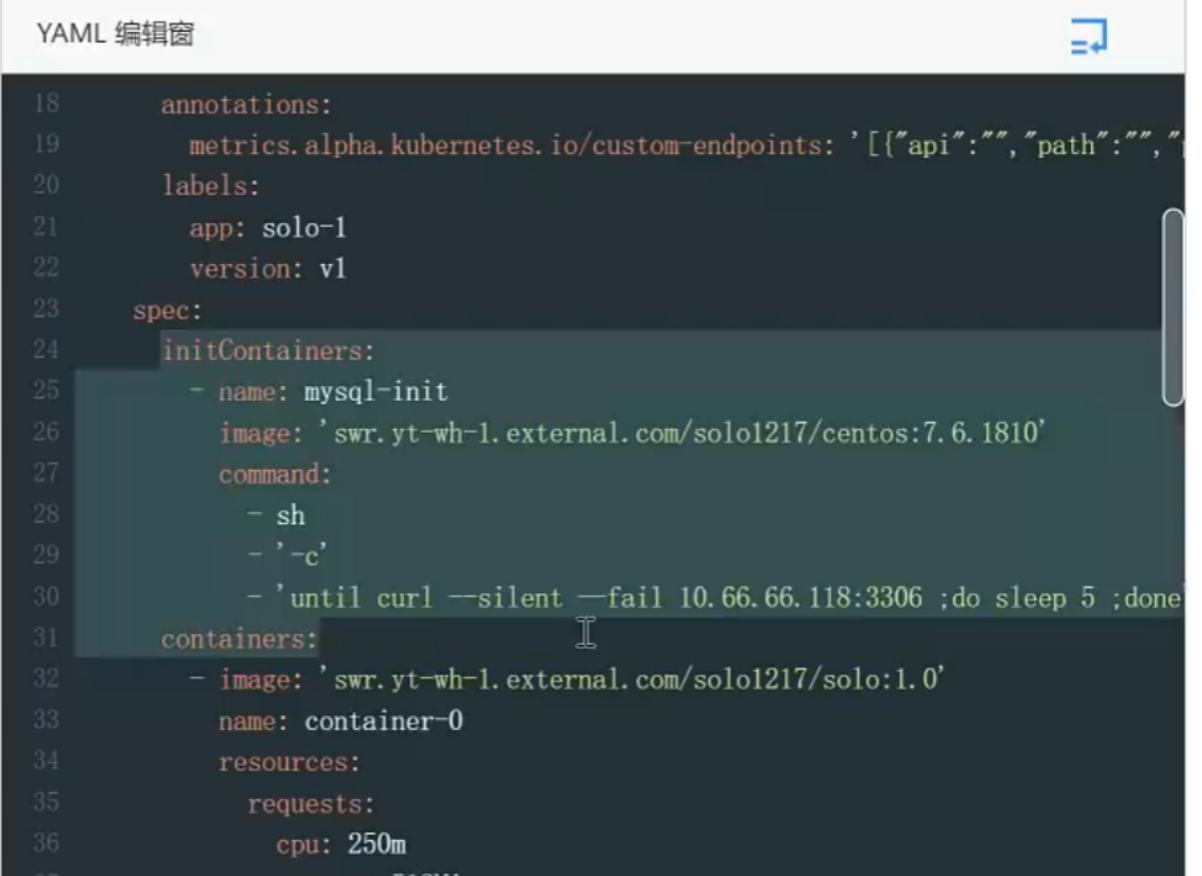 YAML 编辑窗
18 annotations:
19 metrics.alpha.kubernetes.io/custom-endpoints: '[{"api":"","path":"","
20 labels:
21 app: solo-1
22 version: v1
23 spec:
24 initContainers:
25 - name: mysql-init
26 image: 'swr.yt-wh-1.external.com/solo1217/centos:7.6.1810'
27 command:
28 - sh
29 - '-c'
30 - 'until curl --silent --fail 10.66.66.118:3306 ;do sleep 5 ;done
31 containers:
32 - image: 'swr.yt-wh-1.external.com/solo1217/solo:1.0'
33 name: container-0
34 resources:
35 requests:
36 cpu: 250m